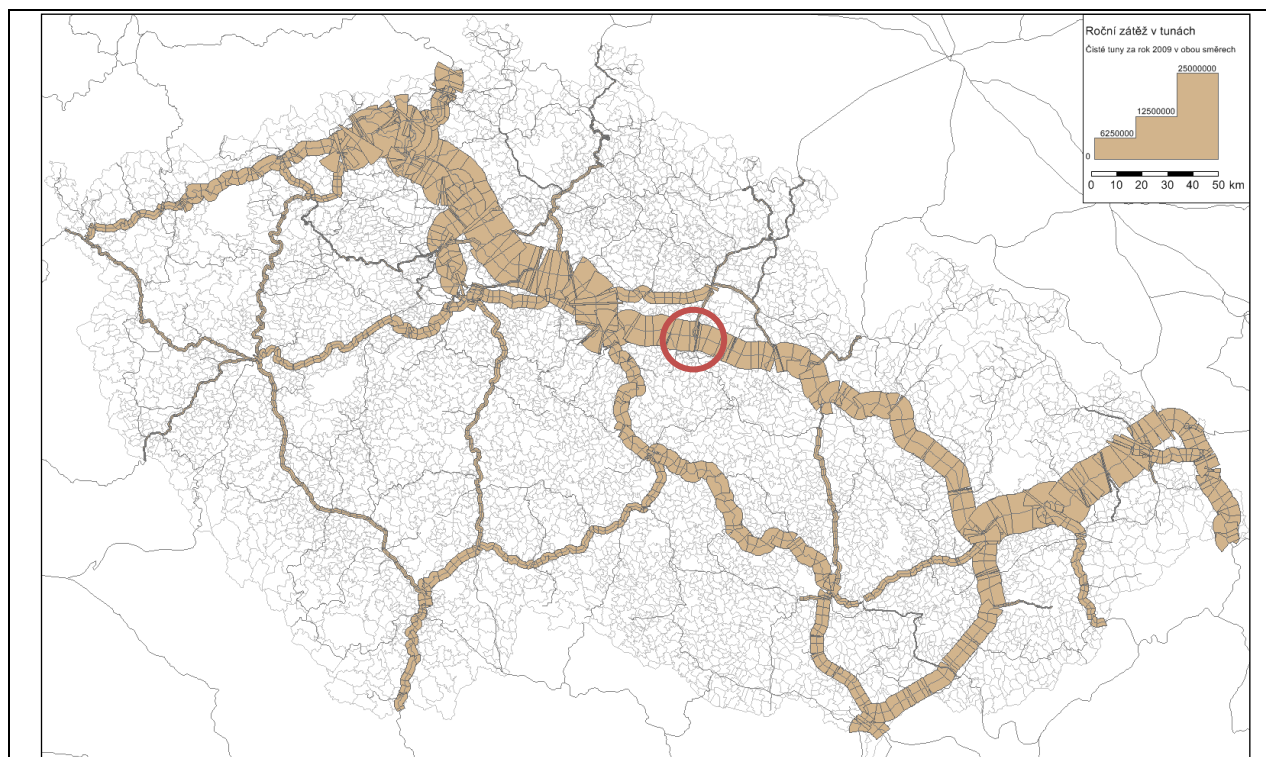 Roční zátěž v tunách
Čisté tuny za rok 2009 v obou směrech
25000000
12500000
6250000
0
0 10 20 30 40 50 km